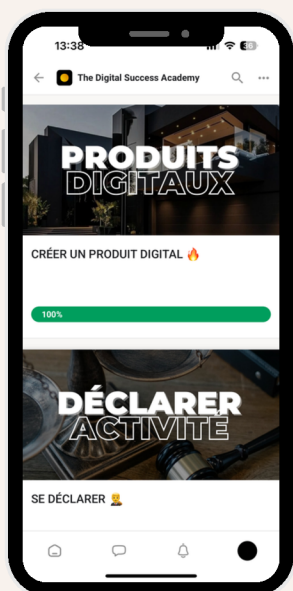 13:38
The Digital Success Academy
PRODUITS
DIGITAUX
CRÉER UN PRODUIT DIGITAL 🔥
100%
DÉCLARER
ACTIVITÉ
SE DÉCLARER 👨‍⚖️